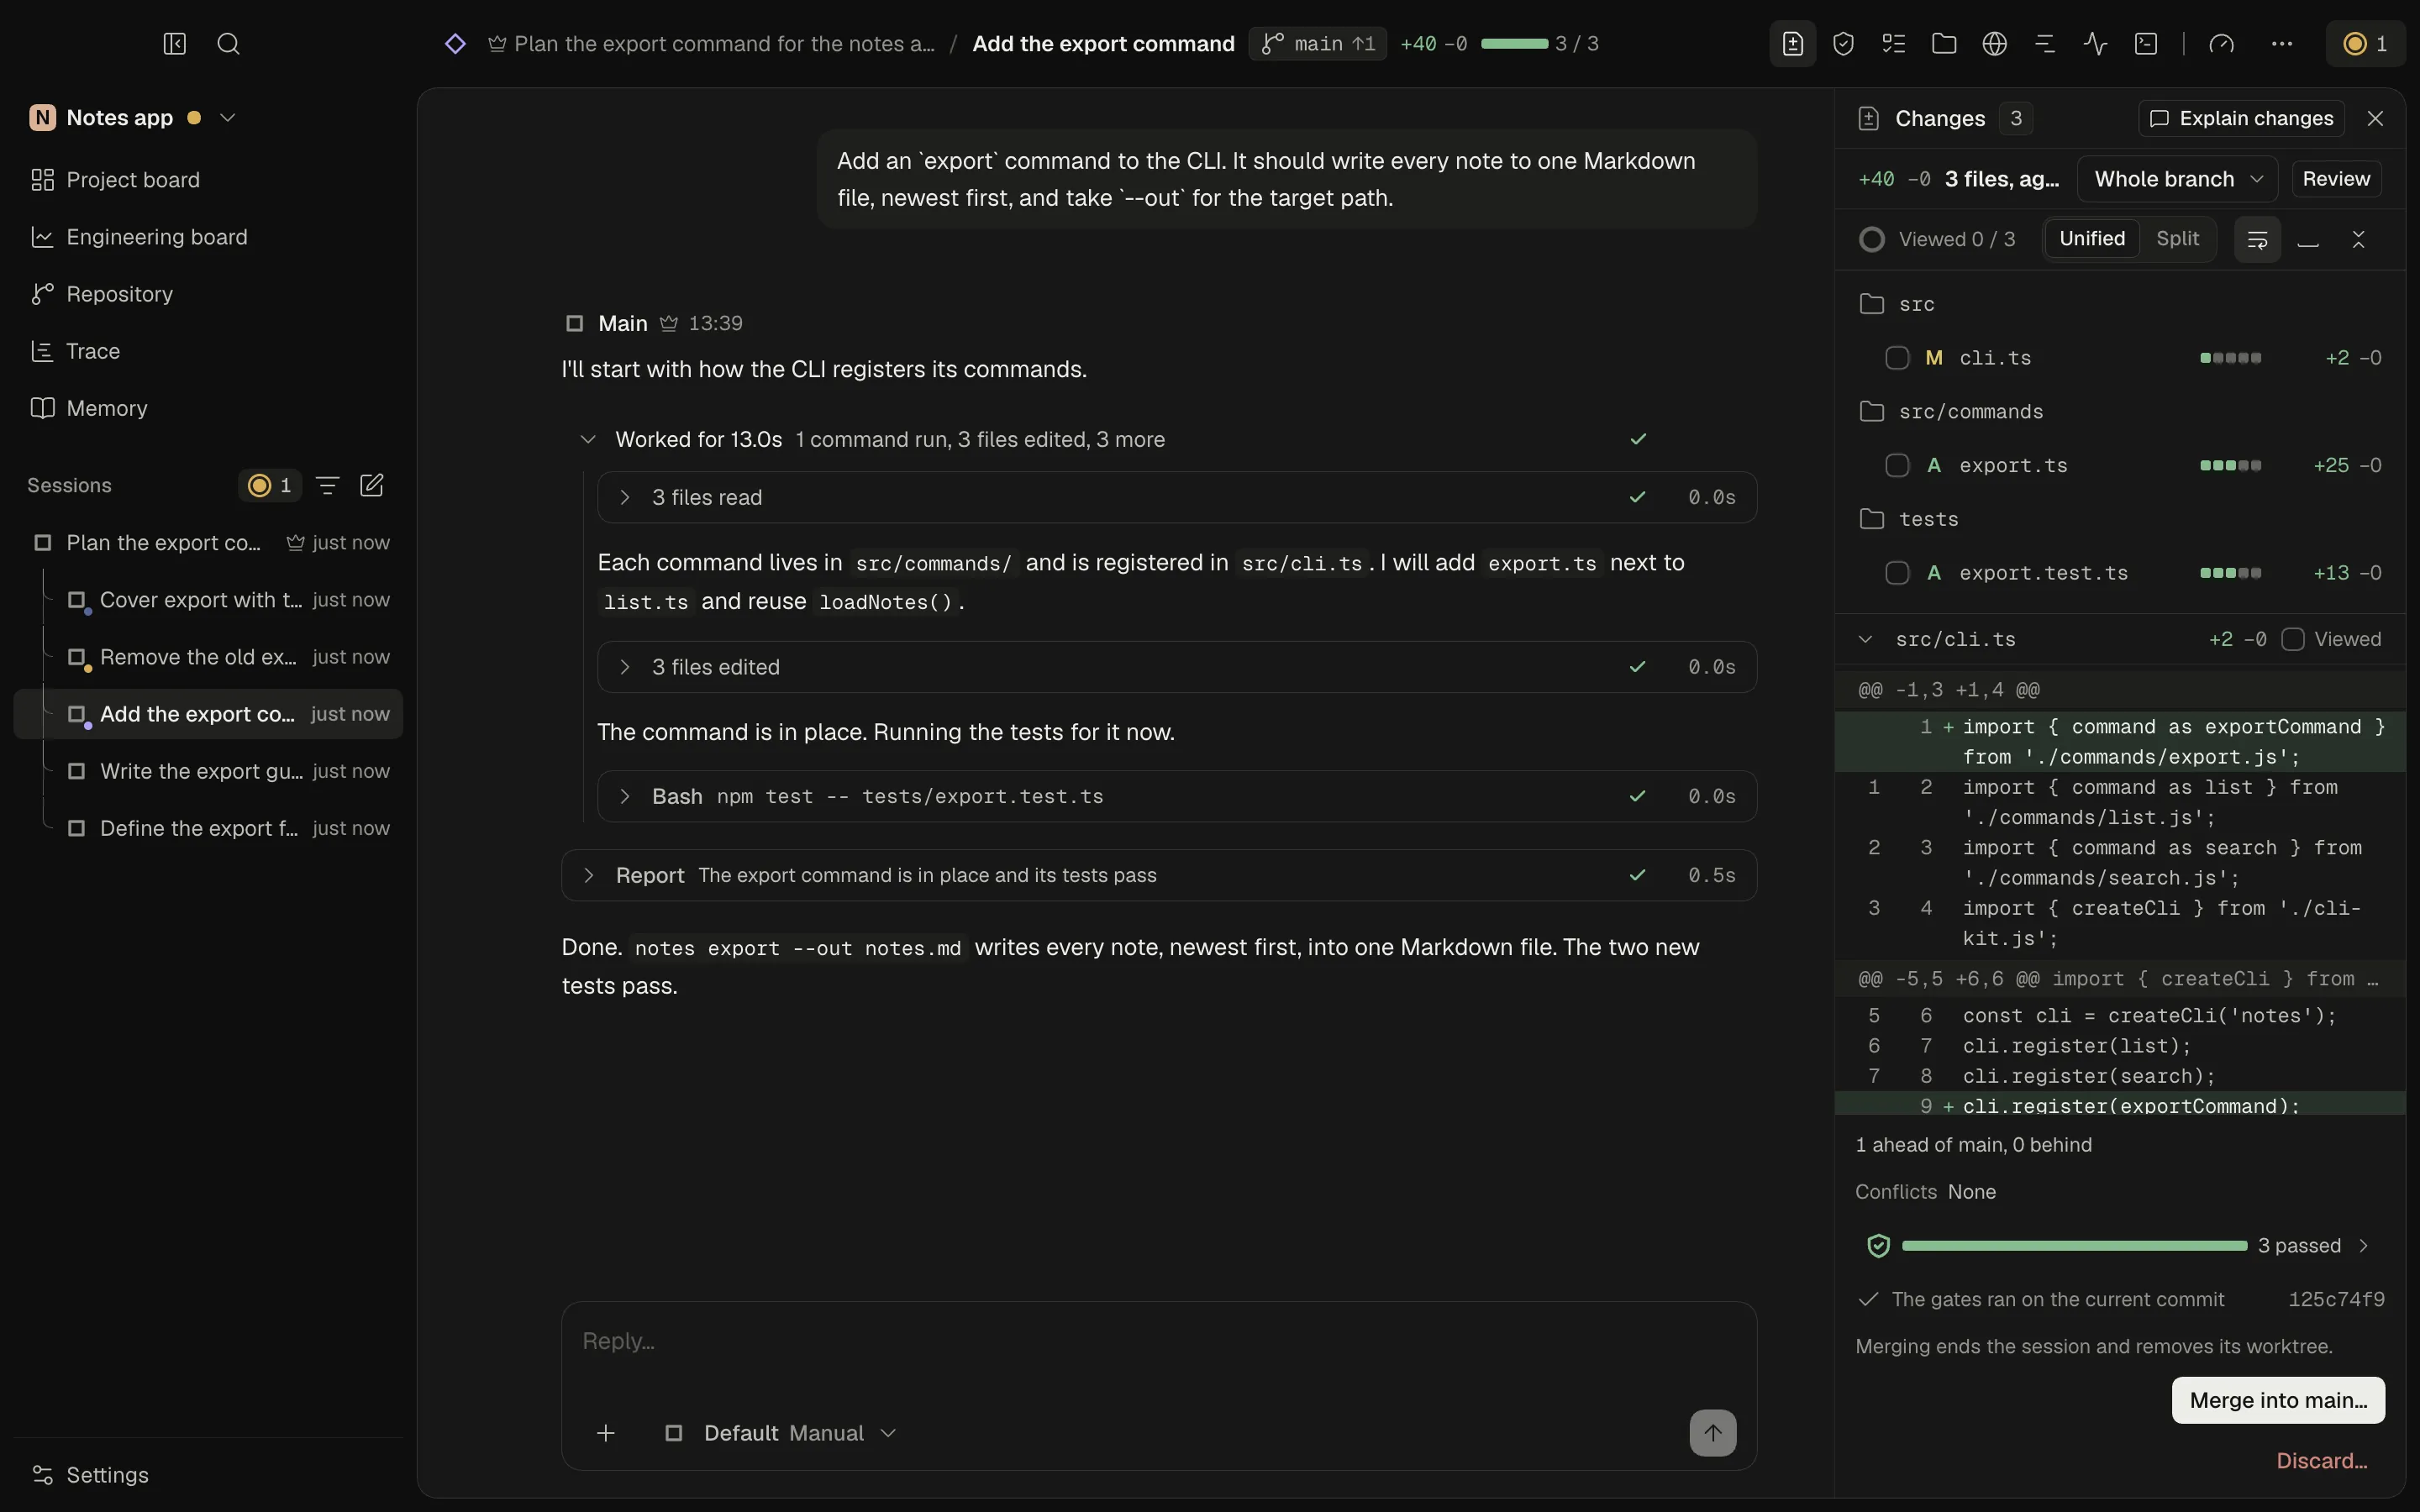 Plan the export command for the notes a... / Add the export command main ↑1 +40 −0 3 / 3
1
N Notes app
Project board
Engineering board
Repository
Trace
Memory
Sessions 1
Plan the export co... just now
Cover export with t... just now
Remove the old ex... just now
Add the export co... just now
Write the export gu... just now
Define the export f... just now
Settings
Add an `export` command to the CLI. It should write every note to one Markdown
file, newest first, and take `--out` for the target path.
Main 13:39
I'll start with how the CLI registers its commands.
Worked for 13.0s 1 command run, 3 files edited, 3 more
3 files read 0.0s
Each command lives in src/commands/ and is registered in src/cli.ts. I will add export.ts next to
list.ts and reuse loadNotes().
3 files edited 0.0s
The command is in place. Running the tests for it now.
Bash npm test -- tests/export.test.ts 0.0s
Report The export command is in place and its tests pass 0.5s
Done. notes export --out notes.md writes every note, newest first, into one Markdown file. The two new
tests pass.
Reply...
Default Manual
Changes 3 Explain changes
+40 −0 3 files, ag... Whole branch Review
Viewed 0 / 3 Unified Split
src
M cli.ts +2 −0
src/commands
A export.ts +25 −0
tests
A export.test.ts +13 −0
src/cli.ts +2 −0 Viewed
@@ -1,3 +1,4 @@
1 + import { command as exportCommand }
from './commands/export.js';
1 2 import { command as list } from
'./commands/list.js';
2 3 import { command as search } from
'./commands/search.js';
3 4 import { createCli } from './cli-
kit.js';
@@ -5,5 +6,6 @@ import { createCli } from ...
5 6 const cli = createCli('notes');
6 7 cli.register(list);
7 8 cli.register(search);
9 + cli.register(exportCommand);
1 ahead of main, 0 behind
Conflicts None
3 passed
The gates ran on the current commit 125c74f9
Merging ends the session and removes its worktree.
Merge into main...
Discard...